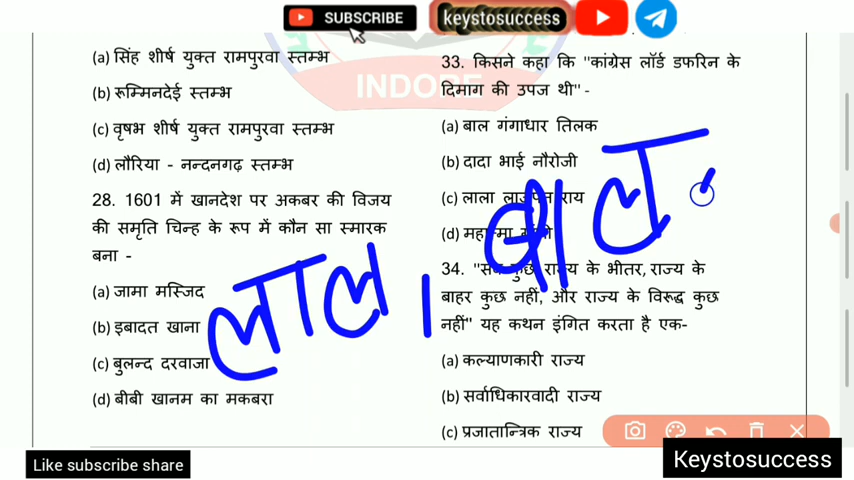 SUBSCRIBE
keystosuccess
INDORE
(a) सिंह शीर्ष युक्त रामपुरवा स्तम्भ
(b) रूम्मिनदेई स्तम्भ
(c) वृषभ शीर्ष युक्त रामपुरवा स्तम्भ
(d) लौरिया - नन्दनगढ़ स्तम्भ
28. 1601 में खानदेश पर अकबर की विजय
की समृति चिन्ह के रूप में कौन सा स्मारक
बना -
(a) जामा मस्जिद
(b) इबादत खाना
(c) बुलन्द दरवाजा
(d) बीबी खानम का मकबरा
33. किसने कहा कि "कांग्रेस लॉर्ड डफरिन के
दिमाग की उपज थी" -
(a) बाल गंगाधार तिलक
(b) दादा भाई नौरोजी
(c) लाला लाजपत राय
(d) महात्मा गाँधी
34. "सब कुछ राज्य के भीतर, राज्य के
बाहर कुछ नहीं, और राज्य के विरूद्ध कुछ
नहीं" यह कथन इंगित करता है एक-
(a) कल्याणकारी राज्य
(b) सर्वाधिकारवादी राज्य
(c) प्रजातान्त्रिक राज्य
लाल, बाल
Like subscribe share
Keystosuccess